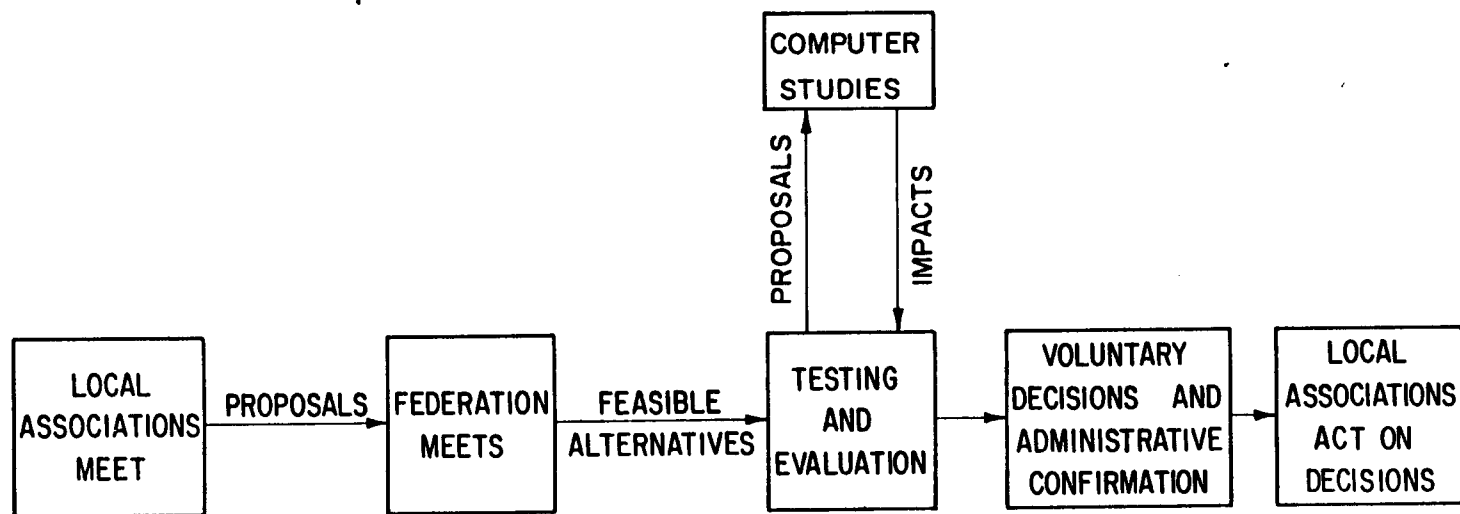 COMPUTER
STUDIES
PROPOSALS
IMPACTS
LOCAL
ASSOCIATIONS
MEET
PROPOSALS
FEDERATION
MEETS
FEASIBLE
ALTERNATIVES
TESTING
AND
EVALUATION
VOLUNTARY
DECISIONS AND
ADMINISTRATIVE
CONFIRMATION
LOCAL
ASSOCIATIONS
ACT ON
DECISIONS